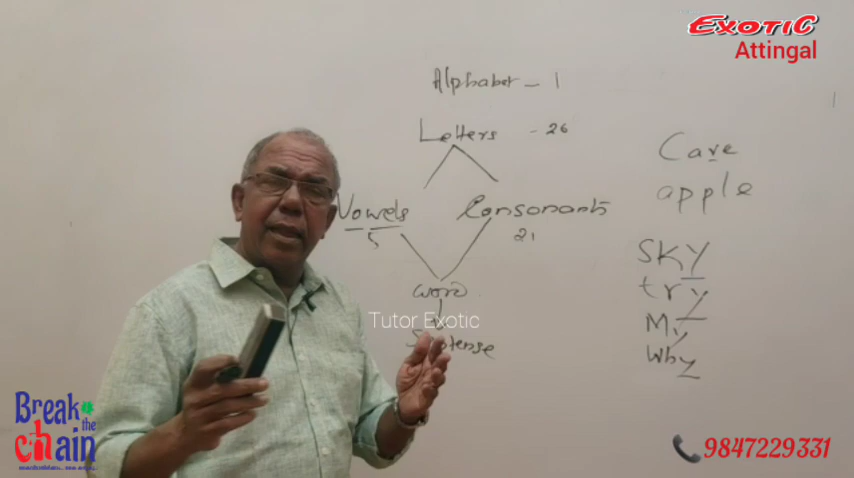 EXOTIC
Attingal
Alphabet - 1
Letters - 26
Vowels Consonants
5 21
word
Tutor Exotic
Sentense
Care
apple
SKY
try
My
Why
Break
the
chain
9847229331